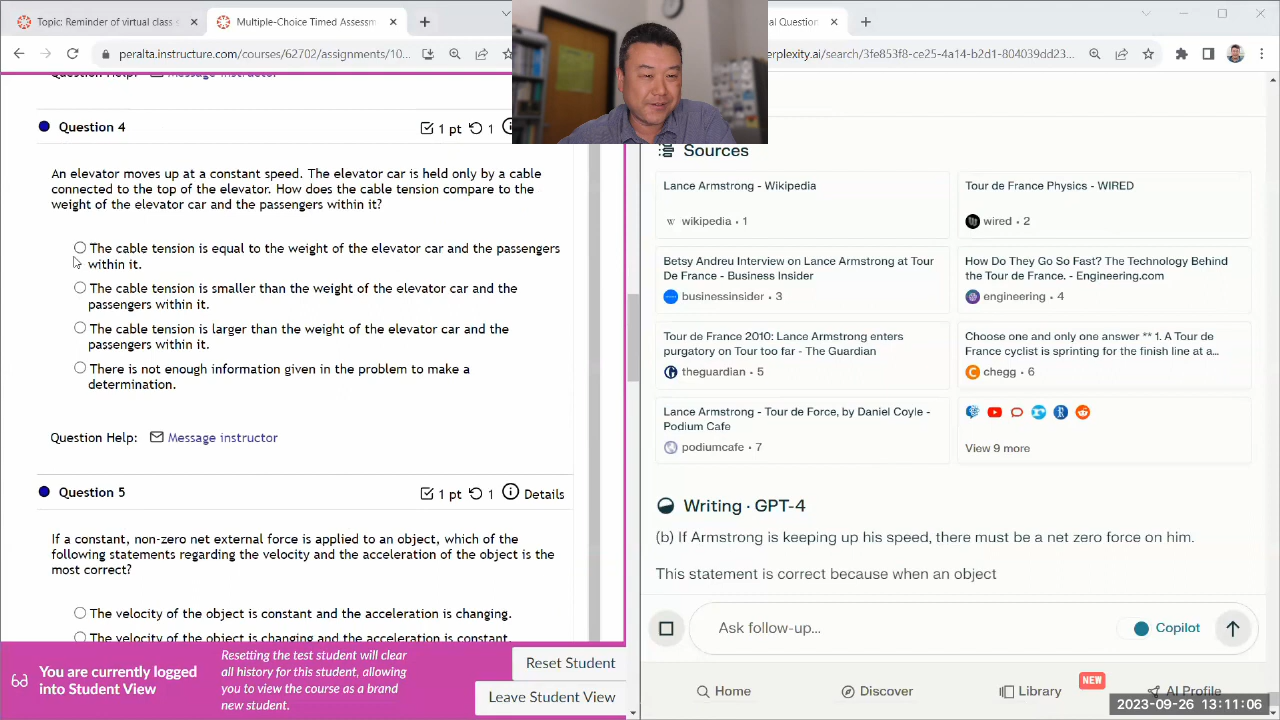 Topic: Reminder of virtual class s
Multiple-Choice Timed Assessm
al Question
peralta.instructure.com/courses/62702/assignments/10...
erplexity.ai/search/3fe853f8-ce25-4a14-b2d1-804039dd23...
Question Help: Message instructor
Question 4
1 pt 1
An elevator moves up at a constant speed. The elevator car is held only by a cable
connected to the top of the elevator. How does the cable tension compare to the
weight of the elevator car and the passengers within it?
The cable tension is equal to the weight of the elevator car and the passengers
within it.
The cable tension is smaller than the weight of the elevator car and the
passengers within it.
The cable tension is larger than the weight of the elevator car and the
passengers within it.
There is not enough information given in the problem to make a
determination.
Question Help: Message instructor
Question 5
1 pt 1 Details
If a constant, non-zero net external force is applied to an object, which of the
following statements regarding the velocity and the acceleration of the object is the
most correct?
The velocity of the object is constant and the acceleration is changing.
The velocity of the object is changing and the acceleration is constant.
You are currently logged
into Student View
Resetting the test student will clear
all history for this student, allowing
you to view the course as a brand
new student.
Reset Student
Leave Student View
Sources
Lance Armstrong - Wikipedia
W wikipedia • 1
Tour de France Physics - WIRED
wired • 2
Betsy Andreu Interview on Lance Armstrong at Tour
De France - Business Insider
businessinsider • 3
How Do They Go So Fast? The Technology Behind
the Tour de France. - Engineering.com
engineering • 4
Tour de France 2010: Lance Armstrong enters
purgatory on Tour too far - The Guardian
theguardian • 5
Choose one and only one answer ** 1. A Tour de
France cyclist is sprinting for the finish line at a...
chegg • 6
Lance Armstrong - Tour de Force, by Daniel Coyle -
Podium Cafe
podiumcafe • 7
View 9 more
Writing · GPT-4
(b) If Armstrong is keeping up his speed, there must be a net zero force on him.
This statement is correct because when an object
Ask follow-up...
Copilot
Home
Discover
Library
NEW
AI Profile
2023-09-26 13:11:06